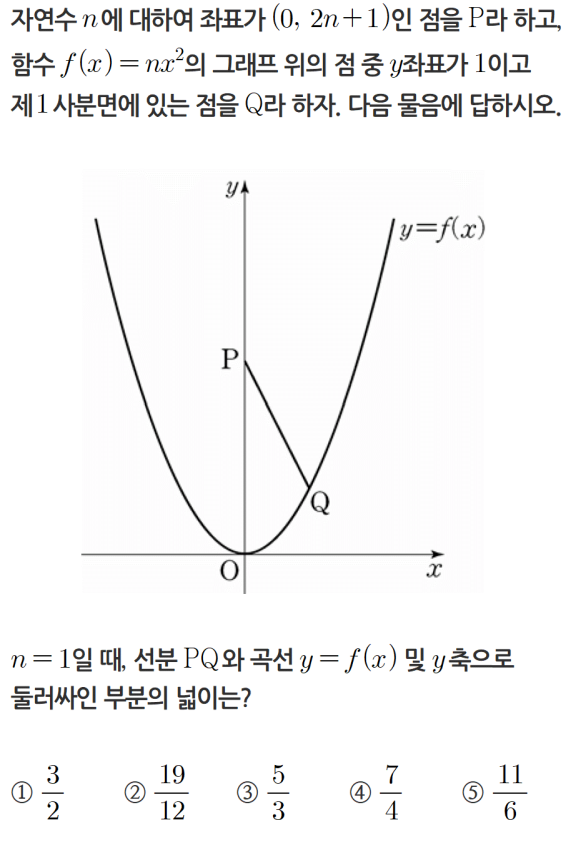 자연수 n에 대하여 좌표가 (0, 2n+1)인 점을 P라 하고,
함수 f(x)=nx²의 그래프 위의 점 중 y좌표가 1이고
제1사분면에 있는 점을 Q라 하자. 다음 물음에 답하시오.
y
y=f(x)
P
Q
O
x
n=1일 때, 선분 PQ와 곡선 y=f(x) 및 y축으로
둘러싸인 부분의 넓이는?
① 3/2 ② 19/12 ③ 5/3 ④ 7/4 ⑤ 11/6